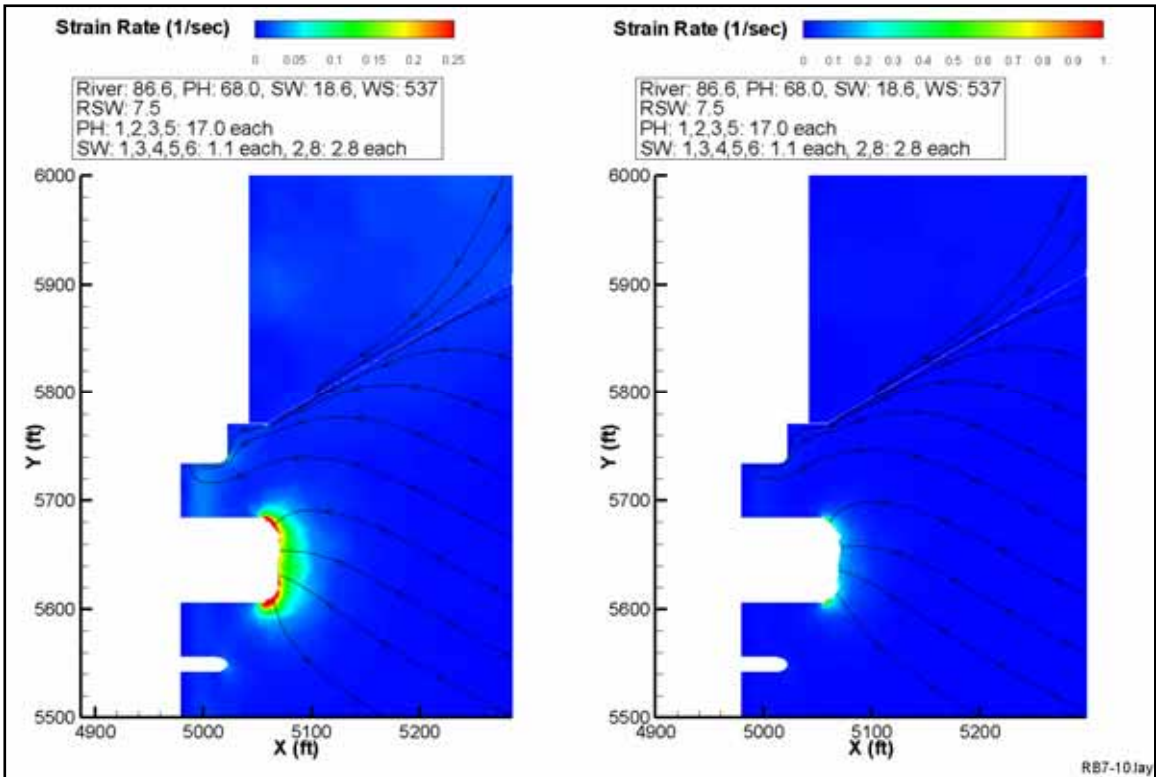 Strain Rate (1/sec)
0 0.05 0.1 0.15 0.2 0.25
River: 86.6, PH: 68.0, SW: 18.6, WS: 537
RSW: 7.5
PH: 1,2,3,5: 17.0 each
SW: 1,3,4,5,6: 1.1 each, 2,8: 2.8 each
6000
5900
5800
5700
5600
5500
Y (ft)
4900 5000 5100 5200
X (ft)
Strain Rate (1/sec)
0 0.1 0.2 0.3 0.4 0.5 0.6 0.7 0.8 0.9 1
River: 86.6, PH: 68.0, SW: 18.6, WS: 537
RSW: 7.5
PH: 1,2,3,5: 17.0 each
SW: 1,3,4,5,6: 1.1 each, 2,8: 2.8 each
6000
5900
5800
5700
5600
5500
Y (ft)
4900 5000 5100 5200
X (ft)
RB7-10.lay